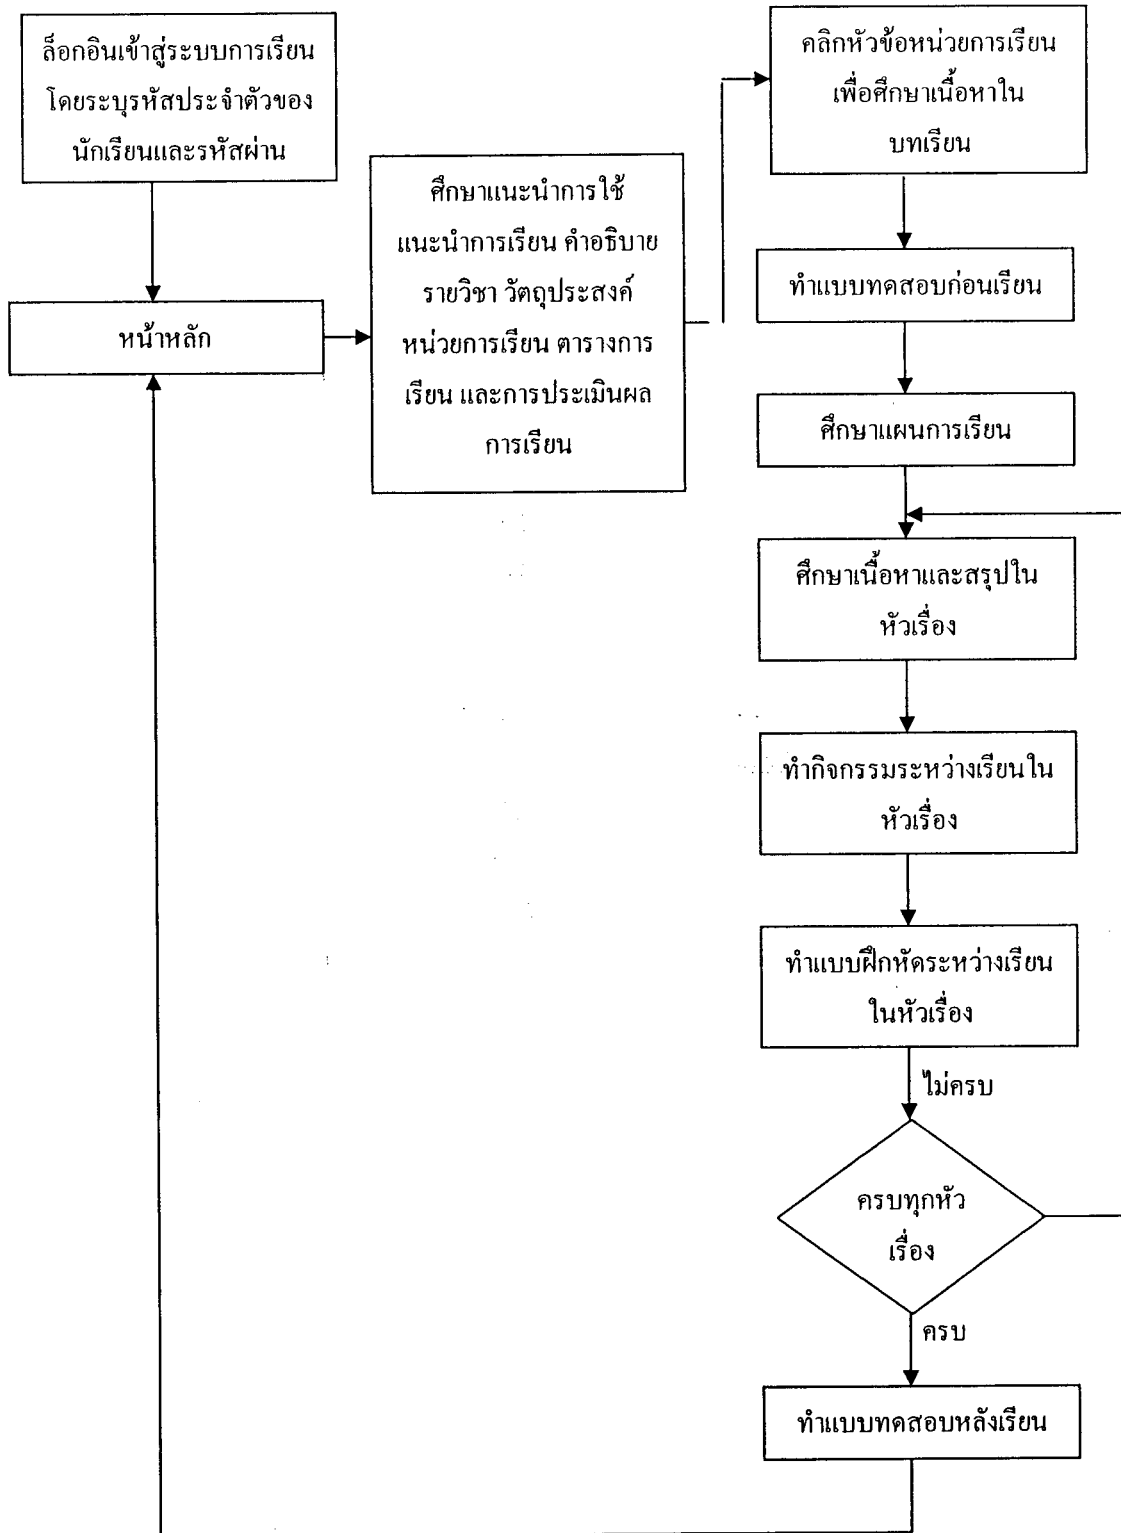 ล็อกอินเข้าสู่ระบบการเรียน
โดยระบุรหัสประจำตัวของ
นักเรียนและรหัสผ่าน
หน้าหลัก
ศึกษาแนะนำการใช้
แนะนำการเรียน คำอธิบาย
รายวิชา วัตถุประสงค์
หน่วยการเรียน ตารางการ
เรียน และการประเมินผล
การเรียน
คลิกหัวข้อหน่วยการเรียน
เพื่อศึกษาเนื้อหาใน
บทเรียน
ทำแบบทดสอบก่อนเรียน
ศึกษาแผนการเรียน
ศึกษาเนื้อหาและสรุปใน
หัวเรื่อง
ทำกิจกรรมระหว่างเรียนใน
หัวเรื่อง
ทำแบบฝึกหัดระหว่างเรียน
ในหัวเรื่อง
ไม่ครบ
ครบทุกหัว
เรื่อง
ครบ
ทำแบบทดสอบหลังเรียน